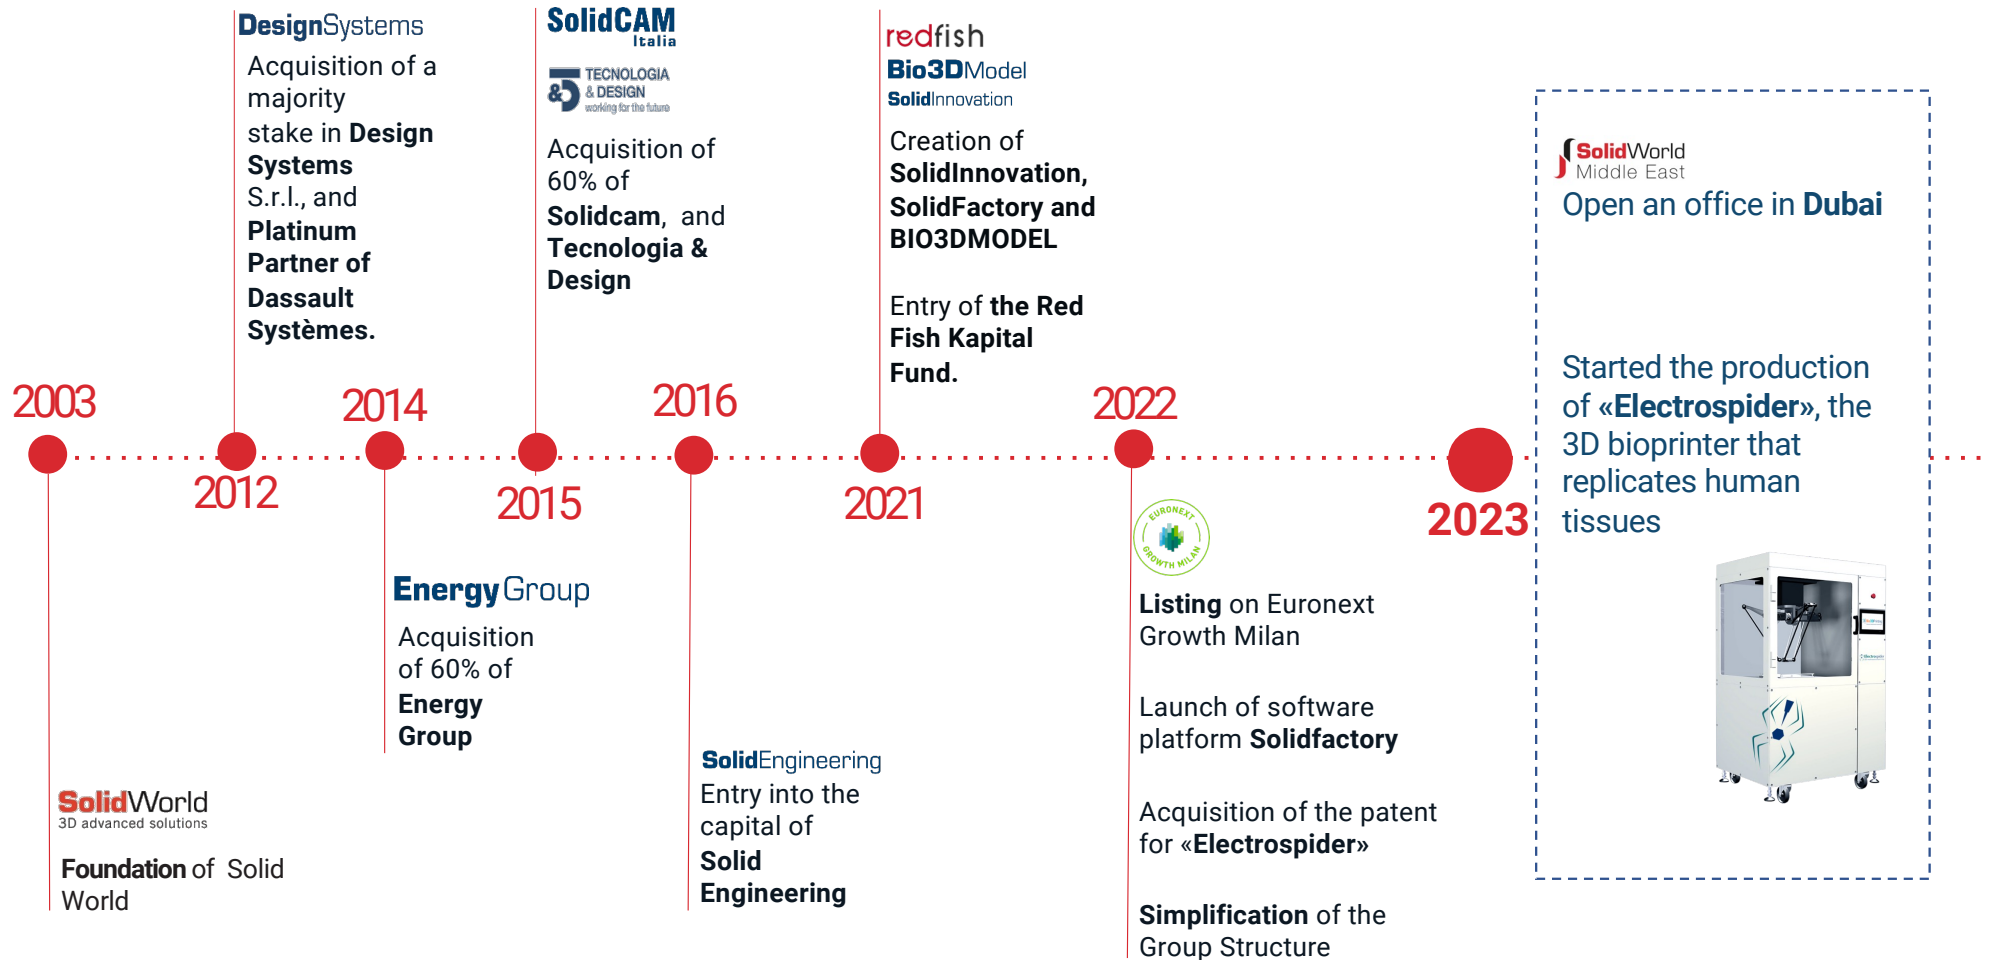 2003
SolidWorld
3D advanced solutions
Foundation of Solid
World
DesignSystems
Acquisition of a
majority
stake in Design
Systems
S.r.l., and
Platinum
Partner of
Dassault
Systèmes.
2012
2014
EnergyGroup
Acquisition
of 60% of
Energy
Group
SolidCAM
Italia
TECNOLOGIA
& DESIGN
working for the future
Acquisition of
60% of
Solidcam, and
Tecnologia &
Design
2015
2016
SolidEngineering
Entry into the
capital of
Solid
Engineering
redfish
Bio3DModel
SolidInnovation
Creation of
SolidInnovation,
SolidFactory and
BIO3DMODEL
Entry of the Red
Fish Kapital
Fund.
2021
2022
EURONEXT
GROWTH MILAN
Listing on Euronext
Growth Milan
Launch of software
platform Solidfactory
Acquisition of the patent
for «Electrospider»
Simplification of the
Group Structure
2023
SolidWorld
Middle East
Open an office in Dubai
Started the production
of «Electrospider», the
3D bioprinter that
replicates human
tissues